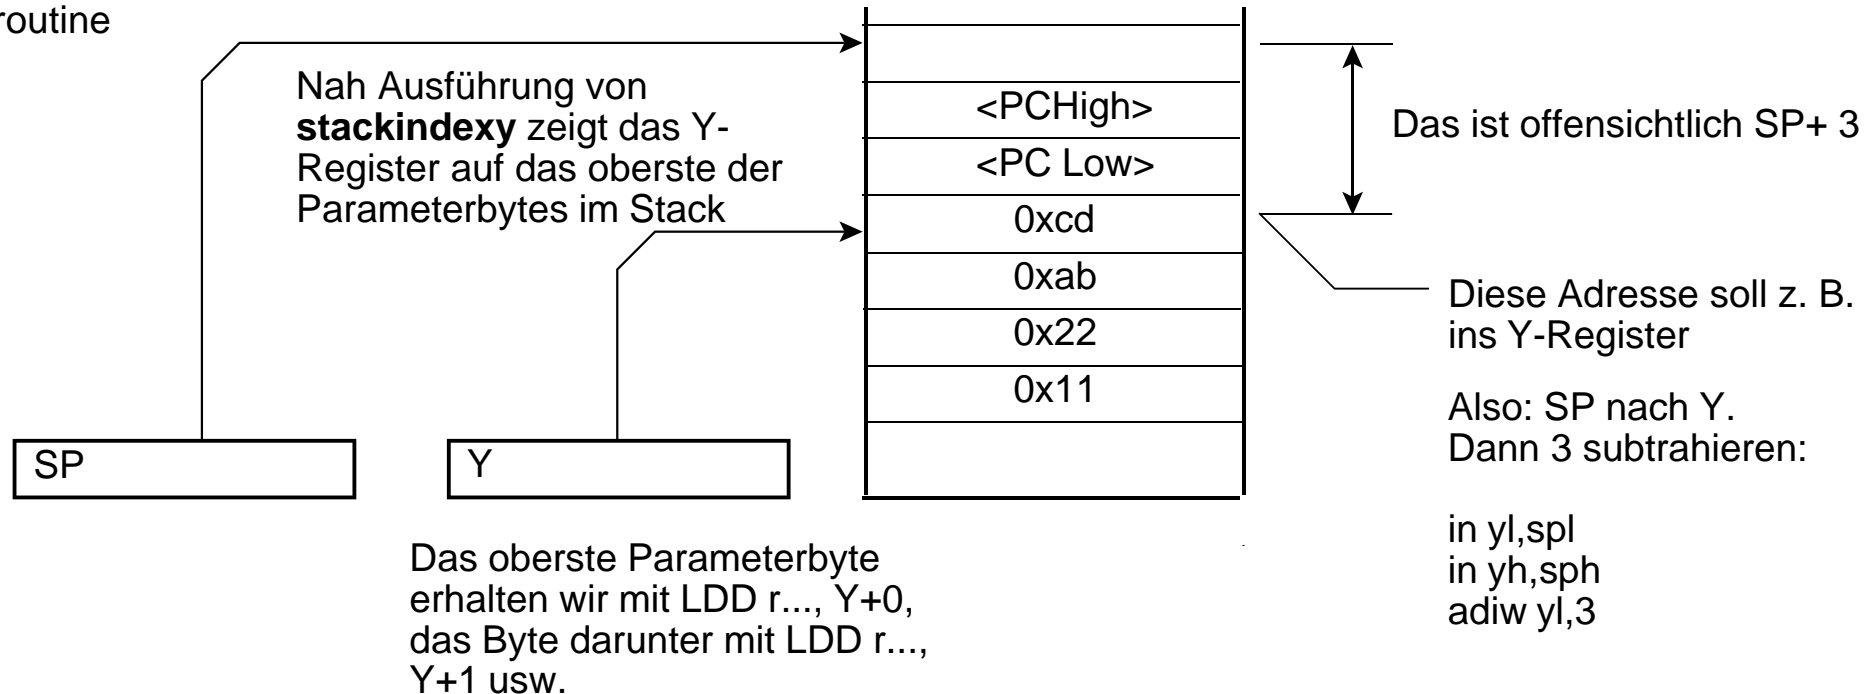 routine
Nah Ausführung von
stackindexy zeigt das Y-
Register auf das oberste der
Parameterbytes im Stack
<PCHigh>
<PC Low>
0xcd
0xab
0x22
0x11
Das ist offensichtlich SP+ 3
Diese Adresse soll z. B.
ins Y-Register
Also: SP nach Y.
Dann 3 subtrahieren:
in yl,spl
in yh,sph
adiw yl,3
SP
Y
Das oberste Parameterbyte
erhalten wir mit LDD r..., Y+0,
das Byte darunter mit LDD r...,
Y+1 usw.